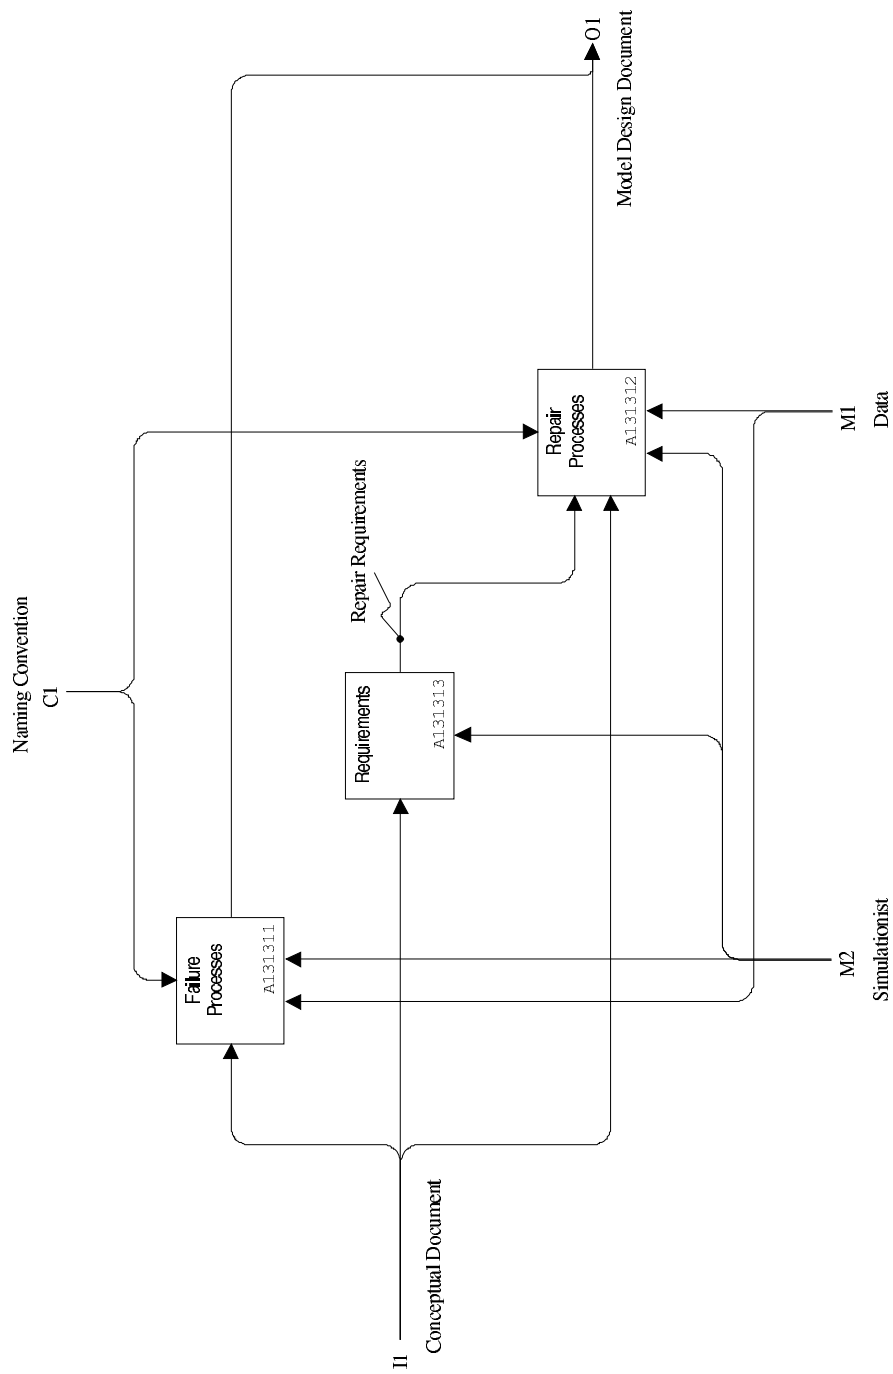 Naming Convention
C1
Failure
Processes
A131311
Requirements
A131313
Repair Requirements
Repair
Processes
A131312
I1
Conceptual Document
O1
Model Design Document
M2
Simulationist
M1
Data